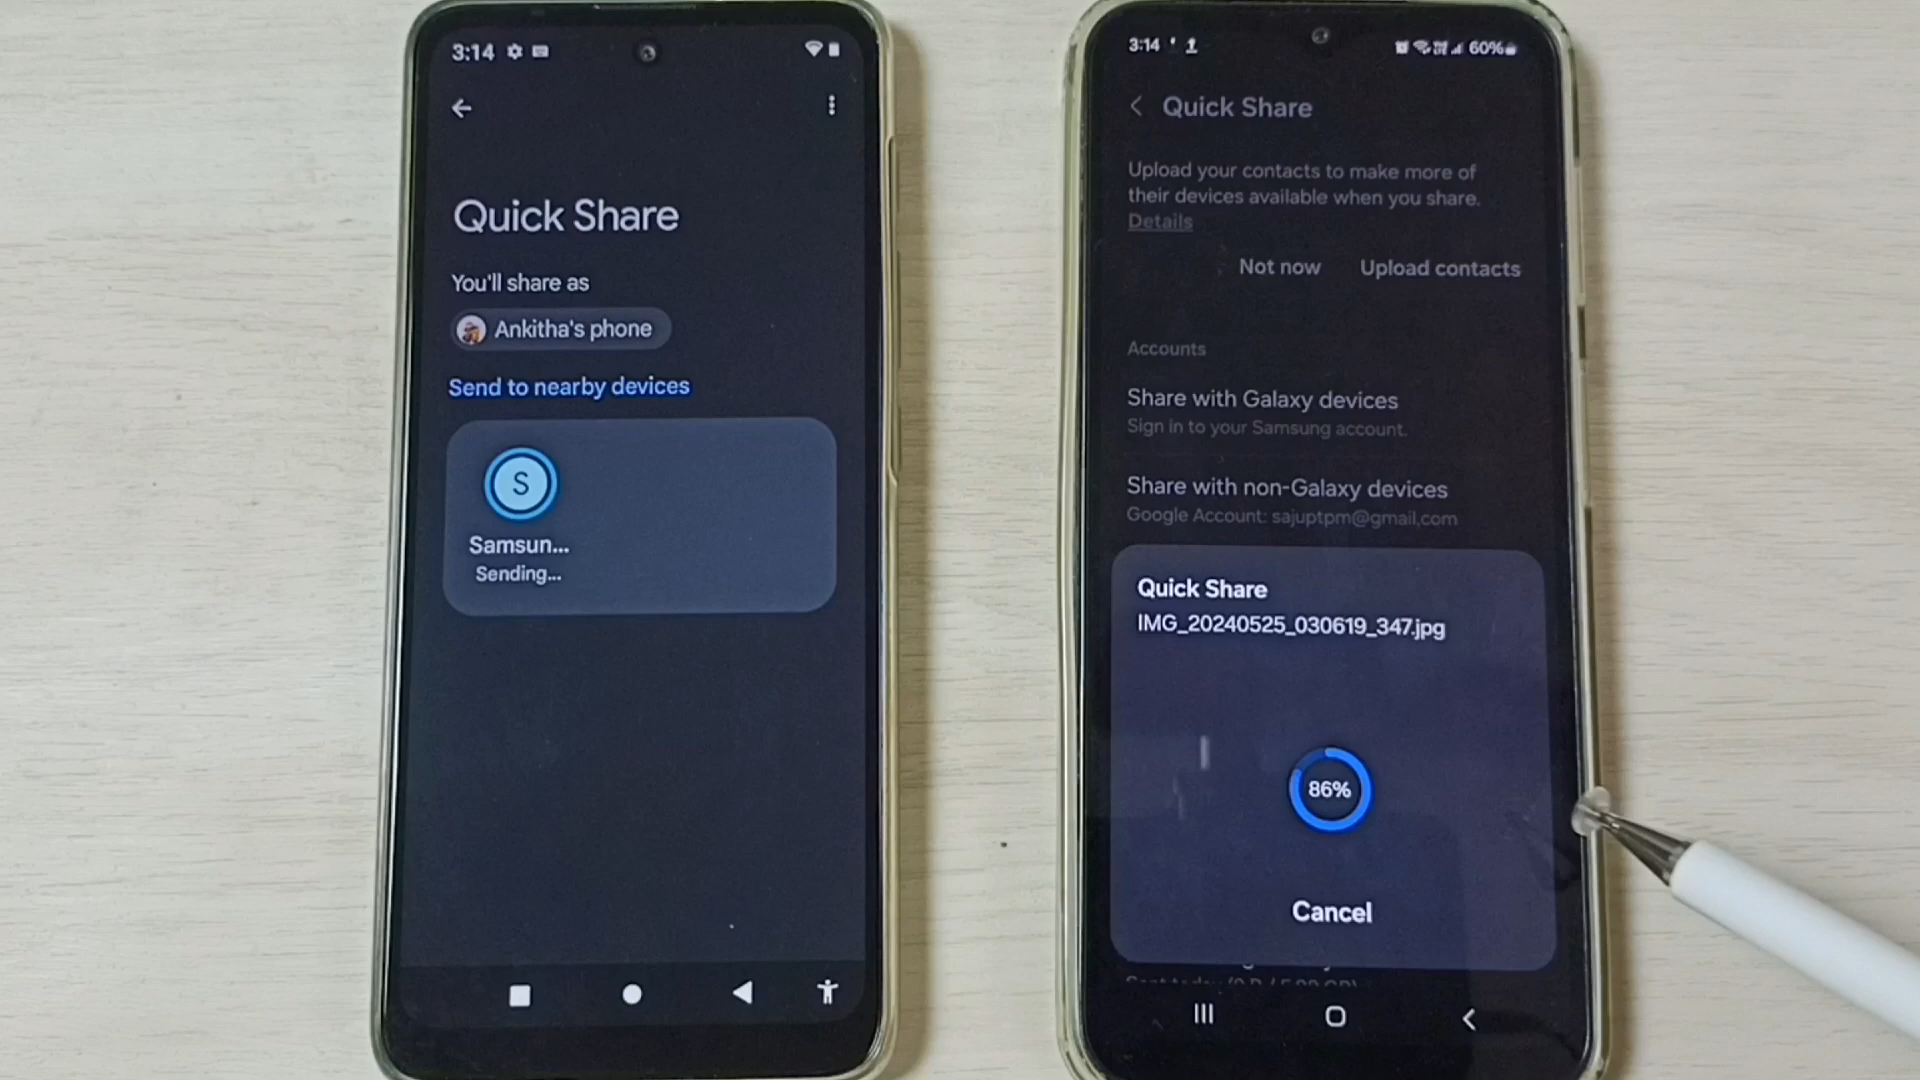 3:14
Quick Share
You'll share as
Ankitha's phone
Send to nearby devices
S
Samsun...
Sending...
3:14
60%
Quick Share
Upload your contacts to make more of
their devices available when you share.
Details
Not now
Upload contacts
Accounts
Share with Galaxy devices
Sign in to your Samsung account.
Share with non-Galaxy devices
Google Account: sajuptpm@gmail.com
Quick Share
IMG_20240525_030619_347.jpg
86%
Cancel